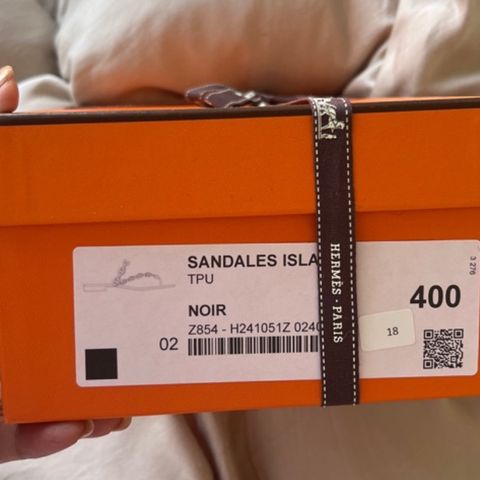 SANDALES ISLA
TPU
NOIR
400
Z854 - H241051Z 0240
02
18
3 276
HERMÈS · PARIS